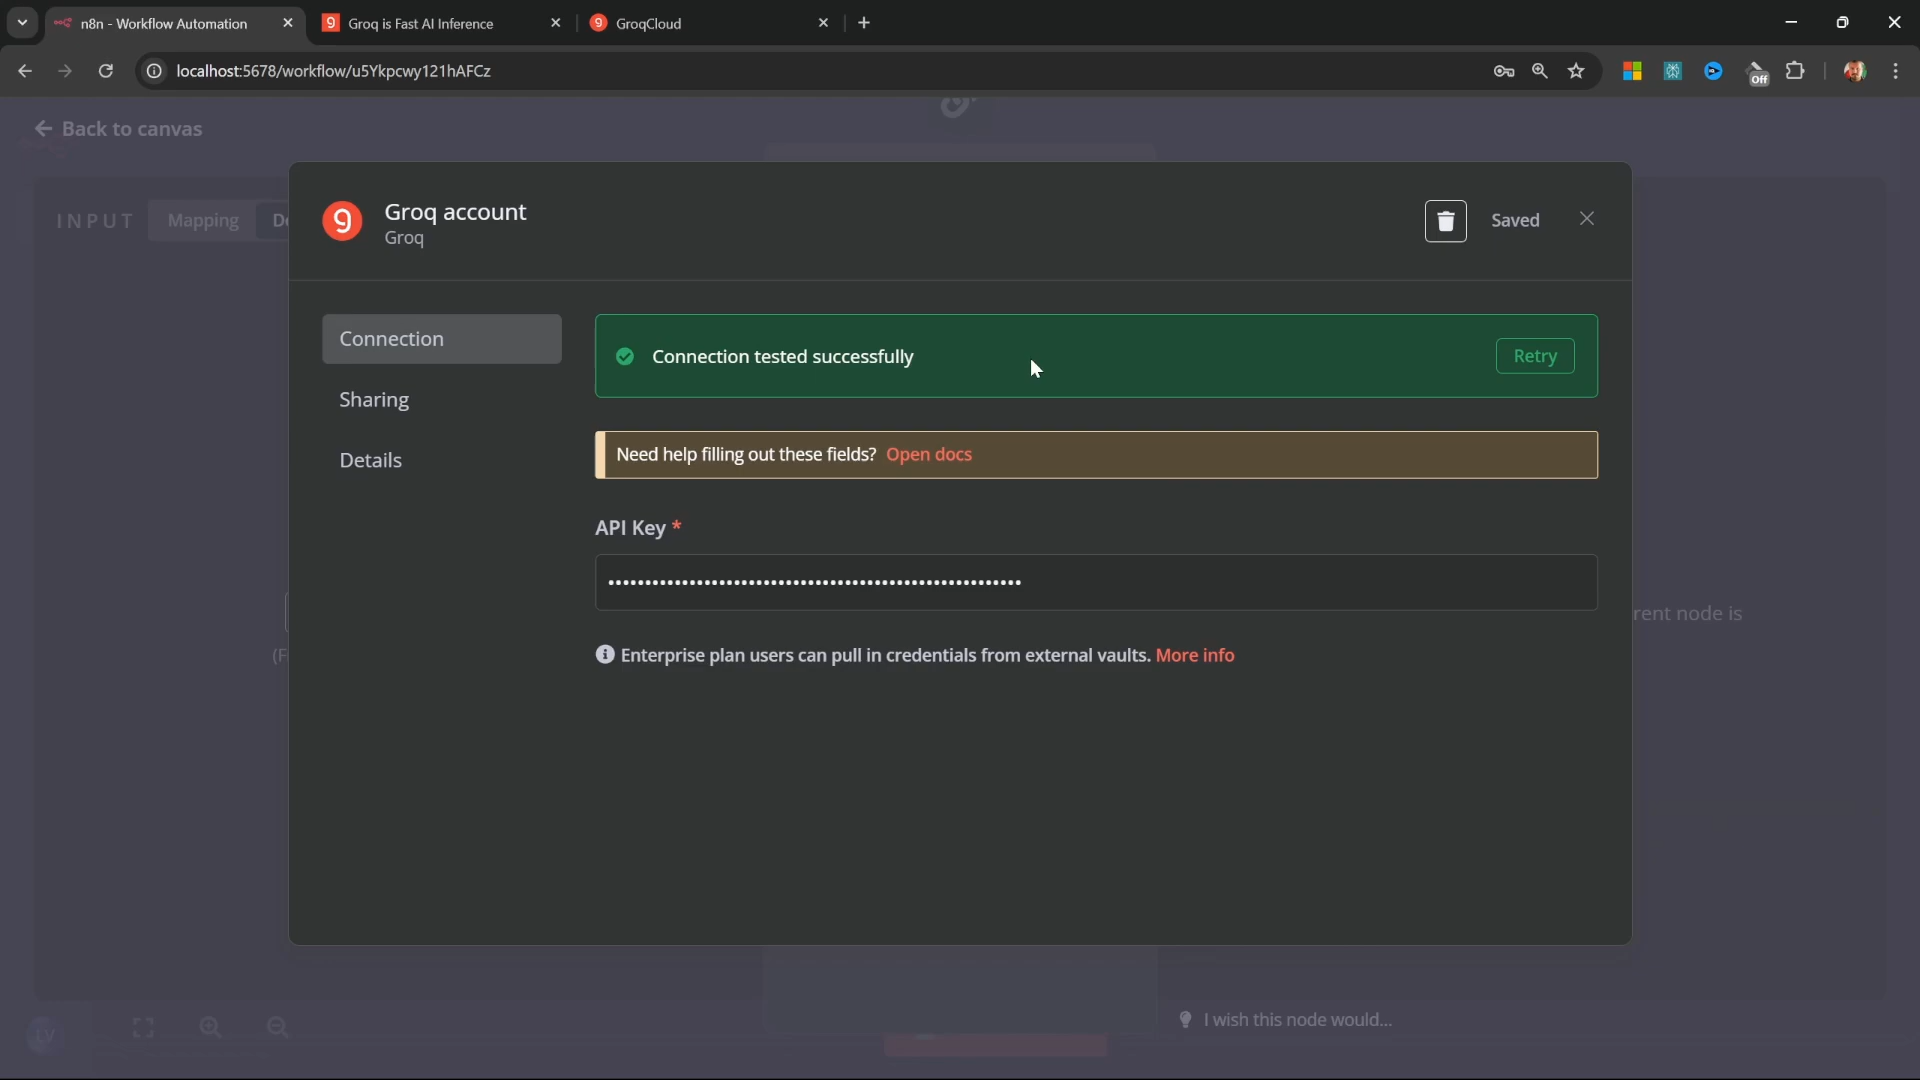 n8n - Workflow Automation
Groq is Fast AI Inference
GroqCloud
localhost:5678/workflow/u5Ykpcwy121hAFCz
Off
Back to canvas
INPUT
Mapping
De
Groq account
Groq
Saved
Connection
Sharing
Details
Connection tested successfully
Retry
Need help filling out these fields? Open docs
API Key *
Enterprise plan users can pull in credentials from external vaults. More info
rent node is
(F
I wish this node would...
LV